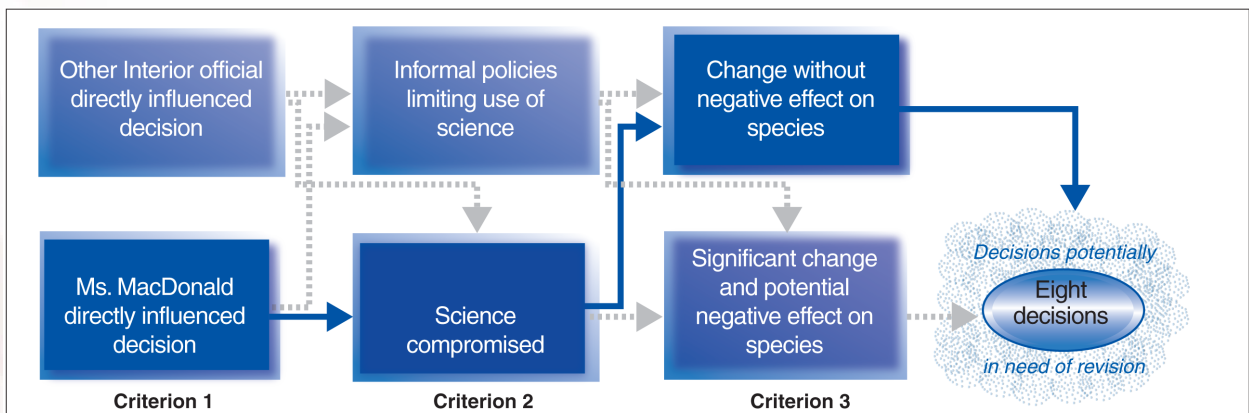 Other Interior official
directly influenced
decision
Informal policies
limiting use of
science
Change without
negative effect on
species
Ms. MacDonald
directly influenced
decision
Science
compromised
Significant change
and potential
negative effect on
species
Decisions potentially
Eight
decisions
in need of revision
Criterion 1
Criterion 2
Criterion 3